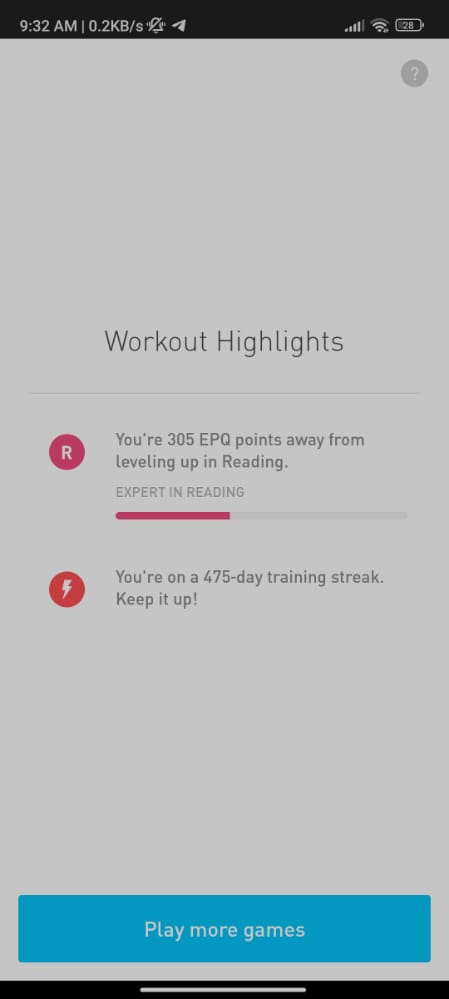 9:32 AM | 0.2KB/s
28
?
Workout Highlights
R
You're 305 EPQ points away from
leveling up in Reading.
EXPERT IN READING
You're on a 475-day training streak.
Keep it up!
Play more games